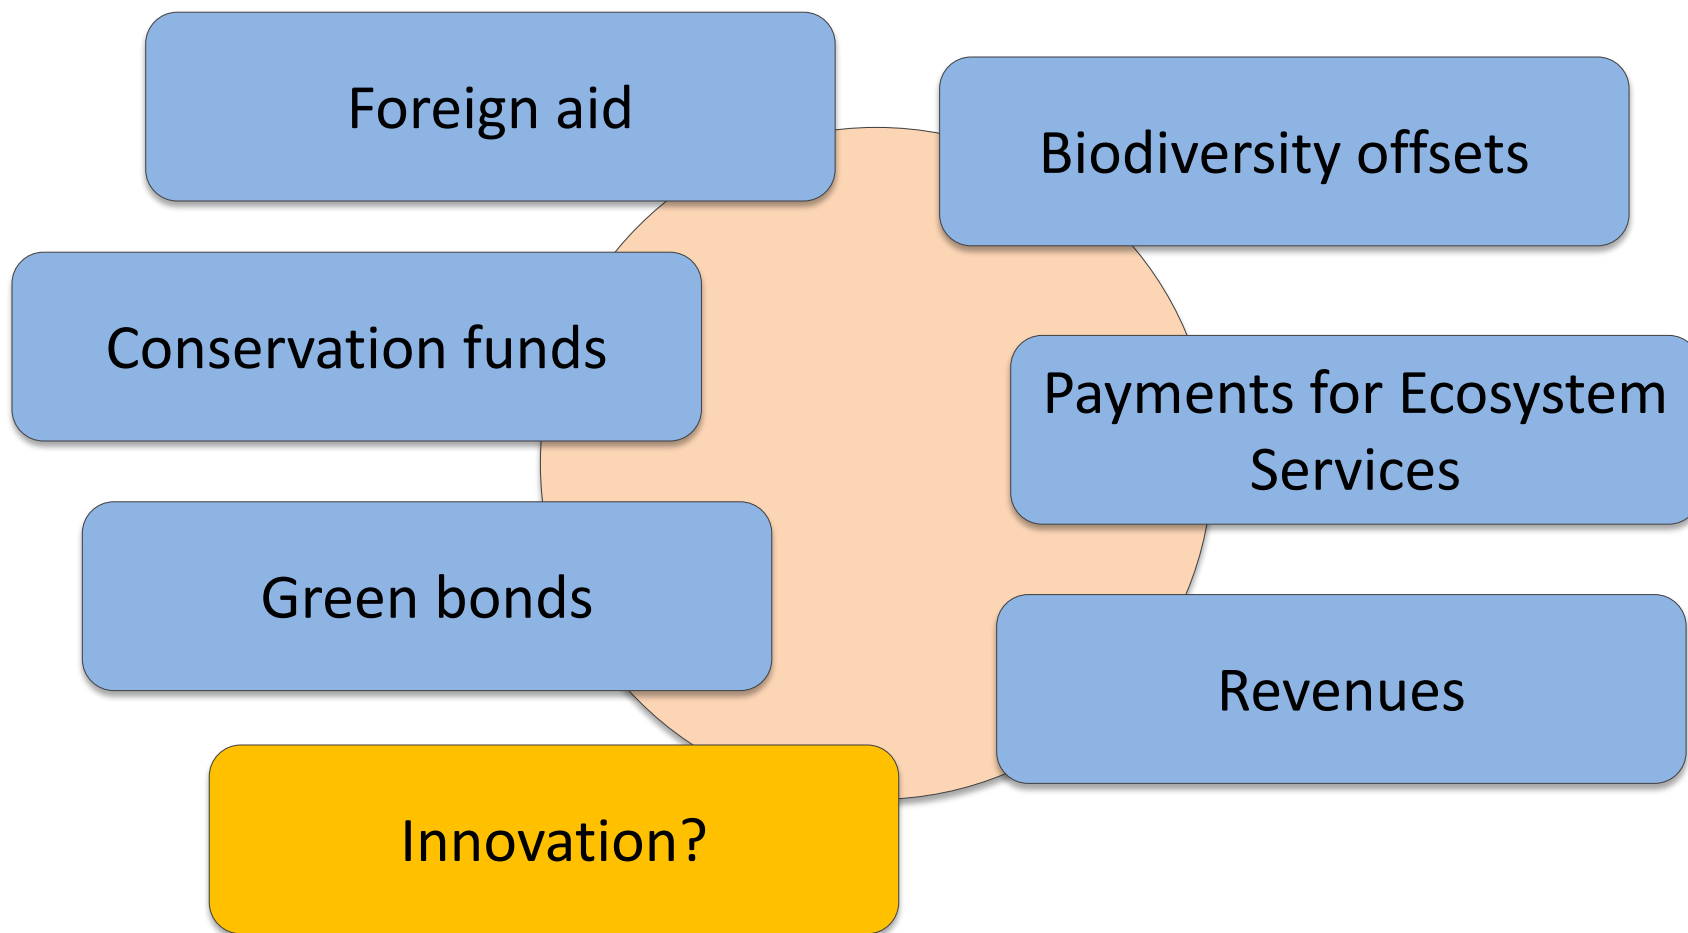 Foreign aid
Biodiversity offsets
Conservation funds
Payments for Ecosystem
Services
Green bonds
Revenues
Innovation?